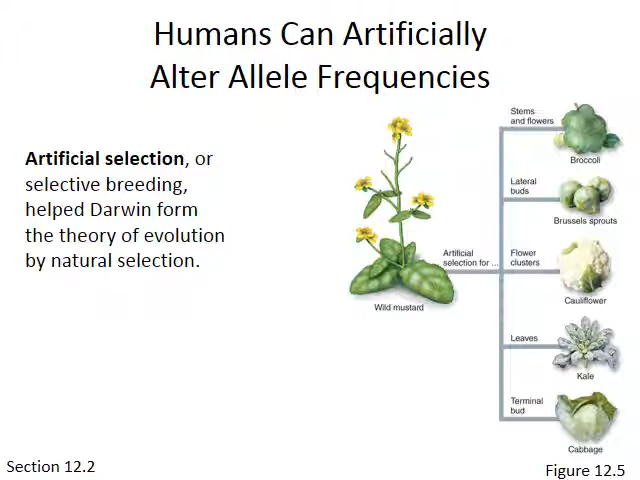 Humans Can Artificially
Alter Allele Frequencies
Artificial selection, or
selective breeding,
helped Darwin form
the theory of evolution
by natural selection.
Wild mustard
Artificial
selection for ...
Stems
and flowers
Broccoli
Lateral
buds
Brussels sprouts
Flower
clusters
Cauliflower
Leaves
Kale
Terminal
bud
Cabbage
Section 12.2
Figure 12.5